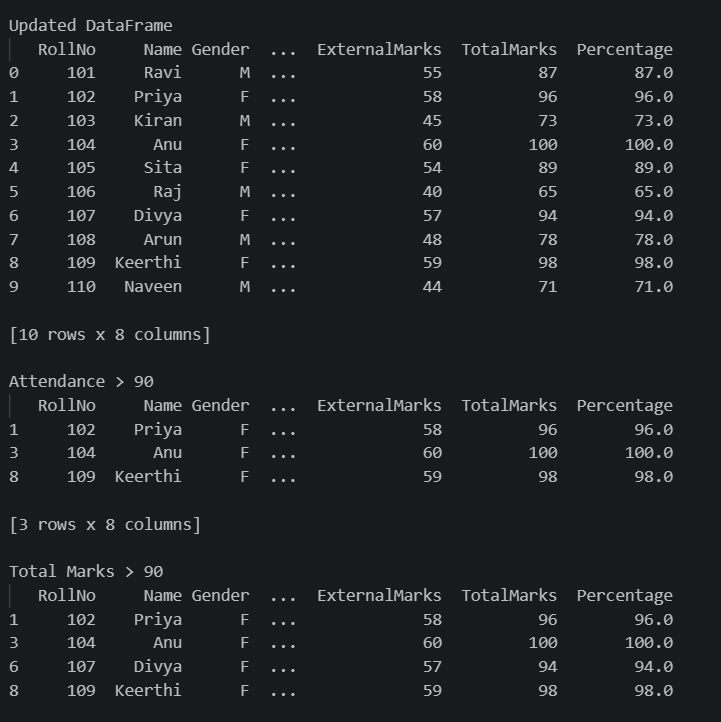 Updated DataFrame
   RollNo     Name Gender  ...  ExternalMarks  TotalMarks  Percentage
0     101     Ravi      M  ...             55          87        87.0
1     102    Priya      F  ...             58          96        96.0
2     103    Kiran      M  ...             45          73        73.0
3     104      Anu      F  ...             60         100       100.0
4     105     Sita      F  ...             54          89        89.0
5     106      Raj      M  ...             40          65        65.0
6     107    Divya      F  ...             57          94        94.0
7     108     Arun      M  ...             48          78        78.0
8     109  Keerthi      F  ...             59          98        98.0
9     110   Naveen      M  ...             44          71        71.0
[10 rows x 8 columns]
Attendance > 90
   RollNo     Name Gender  ...  ExternalMarks  TotalMarks  Percentage
1     102    Priya      F  ...             58          96        96.0
3     104      Anu      F  ...             60         100       100.0
8     109  Keerthi      F  ...             59          98        98.0
[3 rows x 8 columns]
Total Marks > 90
   RollNo     Name Gender  ...  ExternalMarks  TotalMarks  Percentage
1     102    Priya      F  ...             58          96        96.0
3     104      Anu      F  ...             60         100       100.0
6     107    Divya      F  ...             57          94        94.0
8     109  Keerthi      F  ...             59          98        98.0